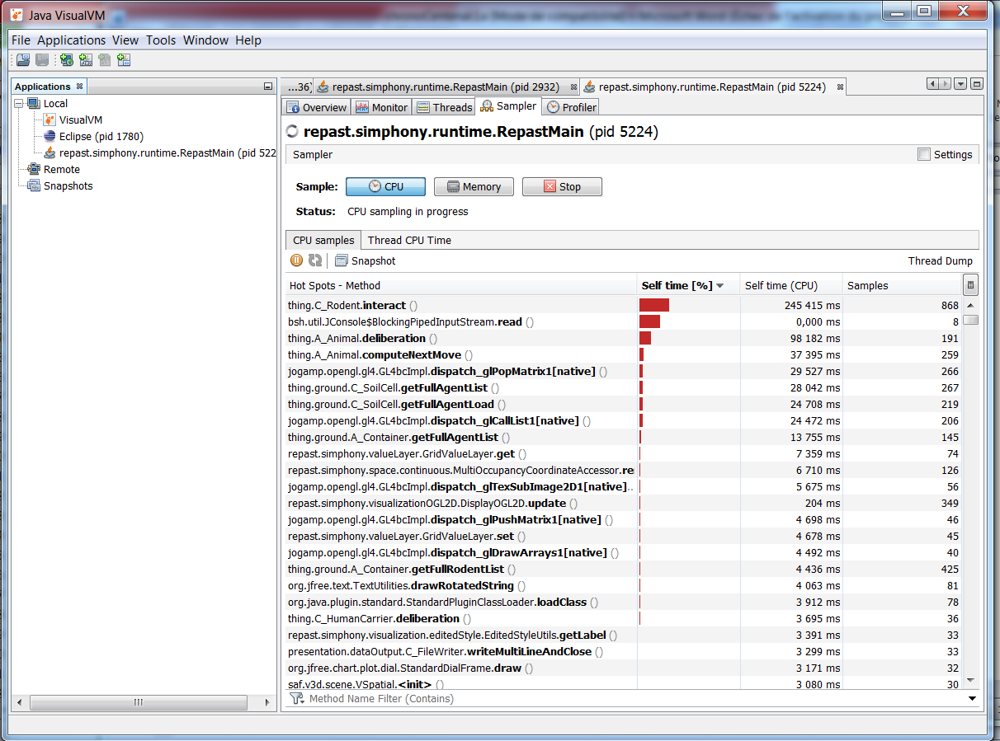 Java VisualVM
File Applications View Tools Window Help
Applications
Local
VisualVM
Eclipse (pid 1780)
repast.simphony.runtime.RepastMain (pid 522
Remote
Snapshots
...36] repast.simphony.runtime.RepastMain (pid 2932) repast.simphony.runtime.RepastMain (pid 5224)
Overview Monitor Threads Sampler Profiler
repast.simphony.runtime.RepastMain (pid 5224)
Sampler Settings
Sample: CPU Memory Stop
Status: CPU sampling in progress
CPU samples Thread CPU Time
Snapshot Thread Dump
Hot Spots - Method Self time [%] Self time (CPU) Samples
thing.C_Rodent.interact () 245 415 ms 868
bsh.util.JConsole$BlockingPipedInputStream.read () 0,000 ms 8
thing.A_Animal.deliberation () 98 182 ms 191
thing.A_Animal.computeNextMove () 37 395 ms 259
jogamp.opengl.gl4.GL4bcImpl.dispatch_glPopMatrix1[native] () 29 527 ms 266
thing.ground.C_SoilCell.getFullAgentList () 28 042 ms 267
thing.ground.C_SoilCell.getFullAgentLoad () 24 708 ms 219
jogamp.opengl.gl4.GL4bcImpl.dispatch_glCallList1[native] () 24 472 ms 206
thing.ground.A_Container.getFullAgentList () 13 755 ms 145
repast.simphony.valueLayer.GridValueLayer.get () 7 359 ms 74
repast.simphony.space.continuous.MultiOccupancyCoordinateAccessor.re 6 710 ms 126
jogamp.opengl.gl4.GL4bcImpl.dispatch_glTexSubImage2D1[native].. 5 675 ms 56
repast.simphony.visualizationOGL2D.DisplayOGL2D.update () 204 ms 349
jogamp.opengl.gl4.GL4bcImpl.dispatch_glPushMatrix1[native] () 4 698 ms 46
repast.simphony.valueLayer.GridValueLayer.set () 4 678 ms 45
jogamp.opengl.gl4.GL4bcImpl.dispatch_glDrawArrays1[native] () 4 492 ms 40
thing.ground.A_Container.getFullRodentList () 4 436 ms 425
org.jfree.text.TextUtilities.drawRotatedString () 4 063 ms 81
org.java.plugin.standard.StandardPluginClassLoader.loadClass () 3 912 ms 78
thing.C_HumanCarrier.deliberation () 3 695 ms 36
repast.simphony.visualization.editedStyle.EditedStyleUtils.getLabel () 3 391 ms 33
presentation.dataOutput.C_FileWriter.writeMultiLineAndClose () 3 299 ms 33
org.jfree.chart.plot.dial.StandardDialFrame.draw () 3 171 ms 32
saf.v3d.scene.VSpatial.<init> () 3 080 ms 30
Method Name Filter (Contains)